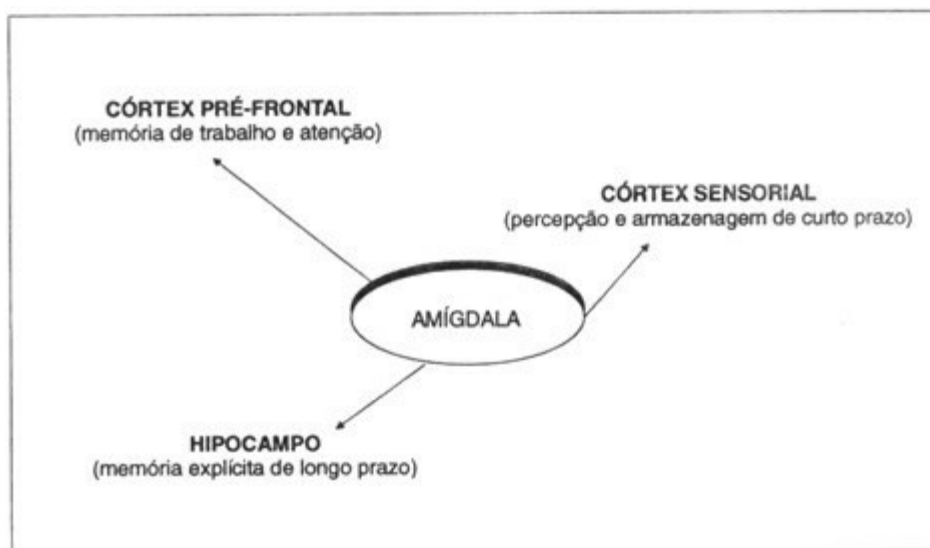 CÓRTEX PRÉ-FRONTAL
(memória de trabalho e atenção)
CÓRTEX SENSORIAL
(percepção e armazenagem de curto prazo)
AMÍGDALA
HIPOCAMPO
(memória explícita de longo prazo)